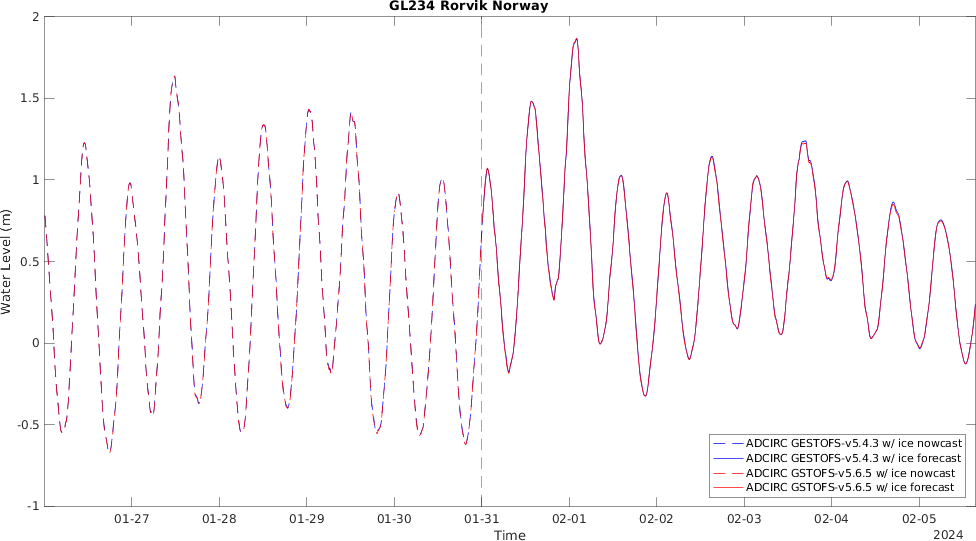 GL234 Rorvik Norway
2
1.5
1
0.5
0
-0.5
-1
Water Level (m)
ADCIRC GESTOFS-v5.4.3 w/ ice nowcast
ADCIRC GESTOFS-v5.4.3 w/ ice forecast
ADCIRC GSTOFS-v5.6.5 w/ ice nowcast
ADCIRC GSTOFS-v5.6.5 w/ ice forecast
01-27 01-28 01-29 01-30 01-31 02-01 02-02 02-03 02-04 02-05
Time
2024